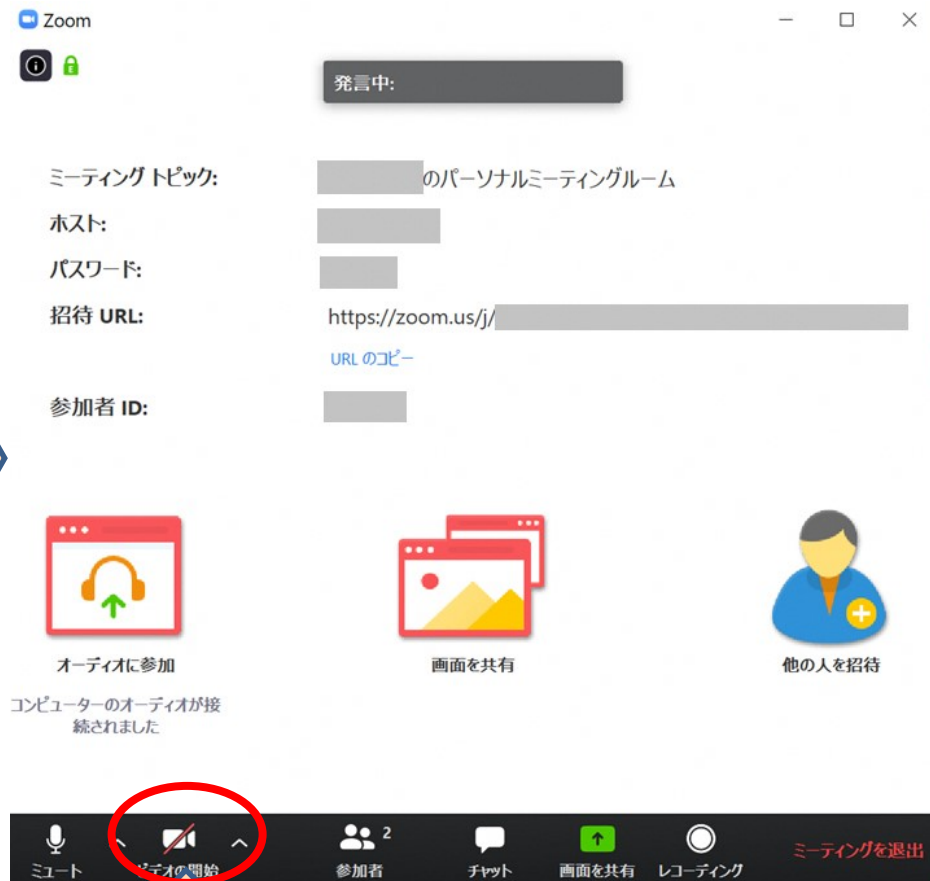 Zoom
発言中:
ミーティング トピック:
のパーソナルミーティングルーム
ホスト:
パスワード:
招待 URL:
https://zoom.us/j/
URL のコピー
参加者 ID:
オーディオに参加
画面を共有
他の人を招待
コンピューターのオーディオが接
続されました
2
ミュート
ビデオの開始
参加者
チャット
画面を共有
レコーディング
ミーティングを退出